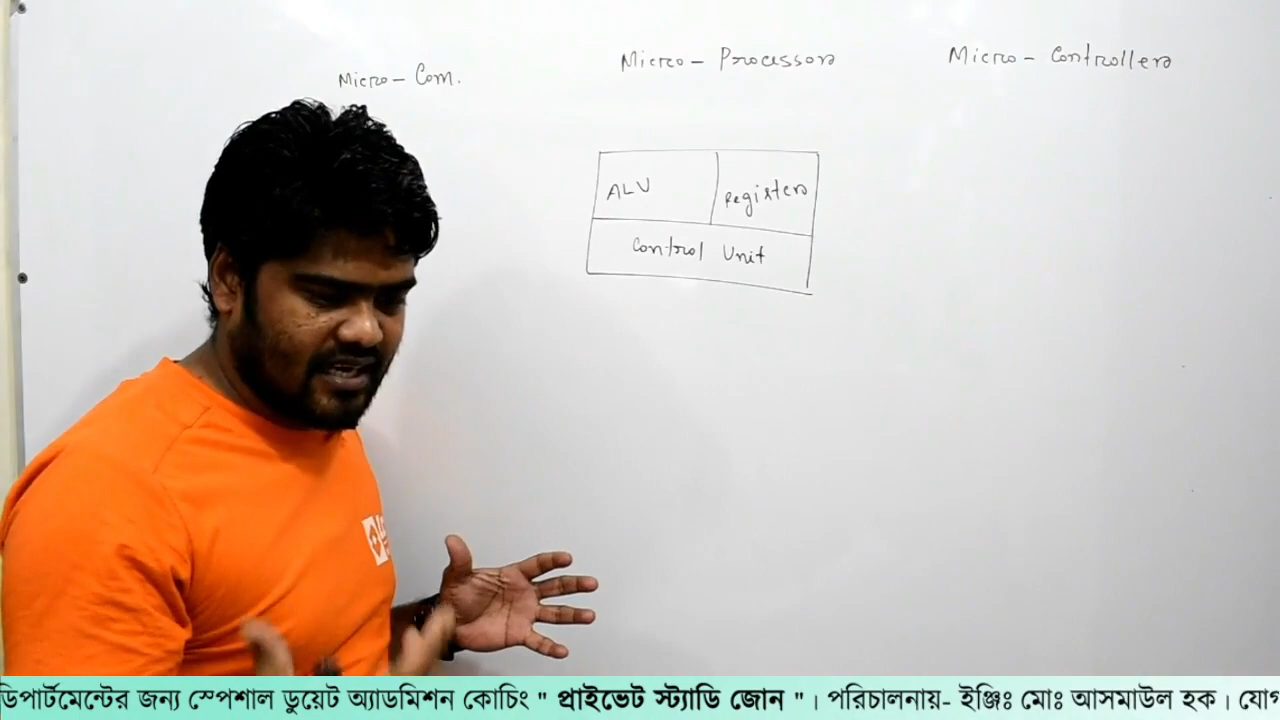 Micro-Com.
Micro-Processor
Micro-Controller
ALU
Register
Control Unit
ডিপার্টমেন্টের জন্য স্পেশাল ডুয়েট অ্যাডমিশন কোচিং " প্রাইভেট স্ট্যাডি জোন " । পরিচালনায়- ইঞ্জিঃ মোঃ আসমাউল হক । যোগ